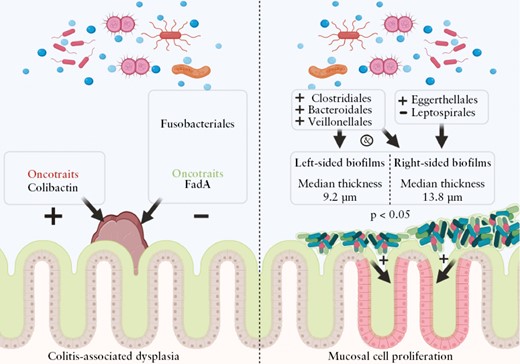 Fusobacteriales
Oncotraits
FadA
−
Oncotraits
Colibactin
+
Colitis-associated dysplasia
+ Clostridiales
+ Bacteroidales
+ Veillonellales
+ Eggerthellales
− Leptospirales
&
Left-sided biofilms
Median thickness
9.2 µm
Right-sided biofilms
Median thickness
13.8 µm
p < 0.05
+
+
Mucosal cell proliferation